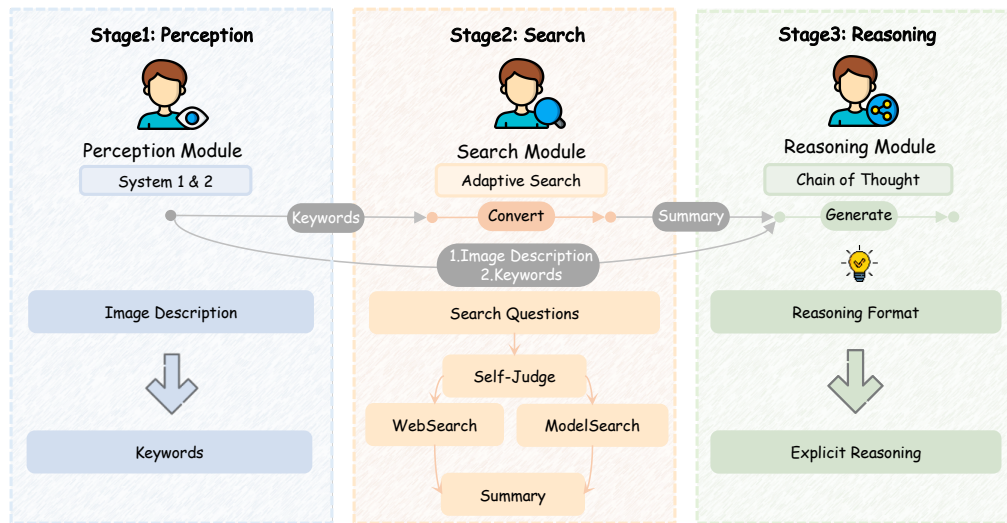 Stage1: Perception
Perception Module
System 1 & 2
Keywords
1.Image Description
2.Keywords
Image Description
Keywords
Stage2: Search
Search Module
Adaptive Search
Convert
Summary
Search Questions
Self-Judge
WebSearch
ModelSearch
Summary
Stage3: Reasoning
Reasoning Module
Chain of Thought
Generate
Reasoning Format
Explicit Reasoning